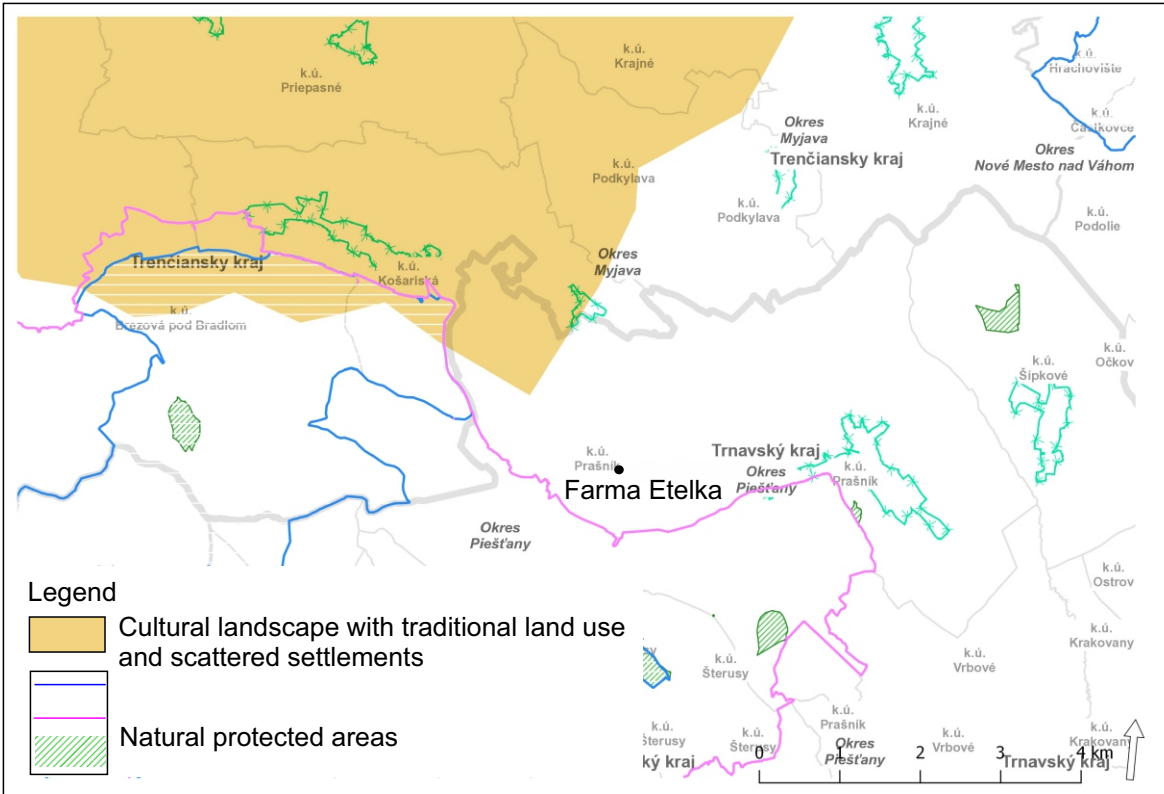 k.ú.
Priepasné
k.ú.
Krajné
k.ú.
Hrachovište
k.ú.
Krajné
k.ú.
Častkovce
Okres
Myjava
Trenčiansky kraj
Okres
Nové Mesto nad Váhom
k.ú.
Podkylava
k.ú.
Podkylava
k.ú.
Podolie
Okres
Myjava
Trenčiansky kraj
k.ú.
Košariská
k.ú.
Brezová pod Bradlom
k.ú.
Šípkové
k.ú.
Očkov
k.ú.
Prašník
Farma Etelka
Trnavský kraj
Okres
Piešťany
k.ú.
Prašník
Okres
Piešťany
k.ú.
Ostrov
k.ú.
Krakovany
k.ú.
Vrbové
k.ú.
Šterusy
k.ú.
Prašník
k.ú.
Šterusy
k.ú.
Šterusy
Okres
Piešťany
k.ú.
Vrbové
k.ú.
Krakovany
ský kraj
Trnavský kraj
0 1 2 3 4 km
Legend
Cultural landscape with traditional land use
and scattered settlements
Natural protected areas